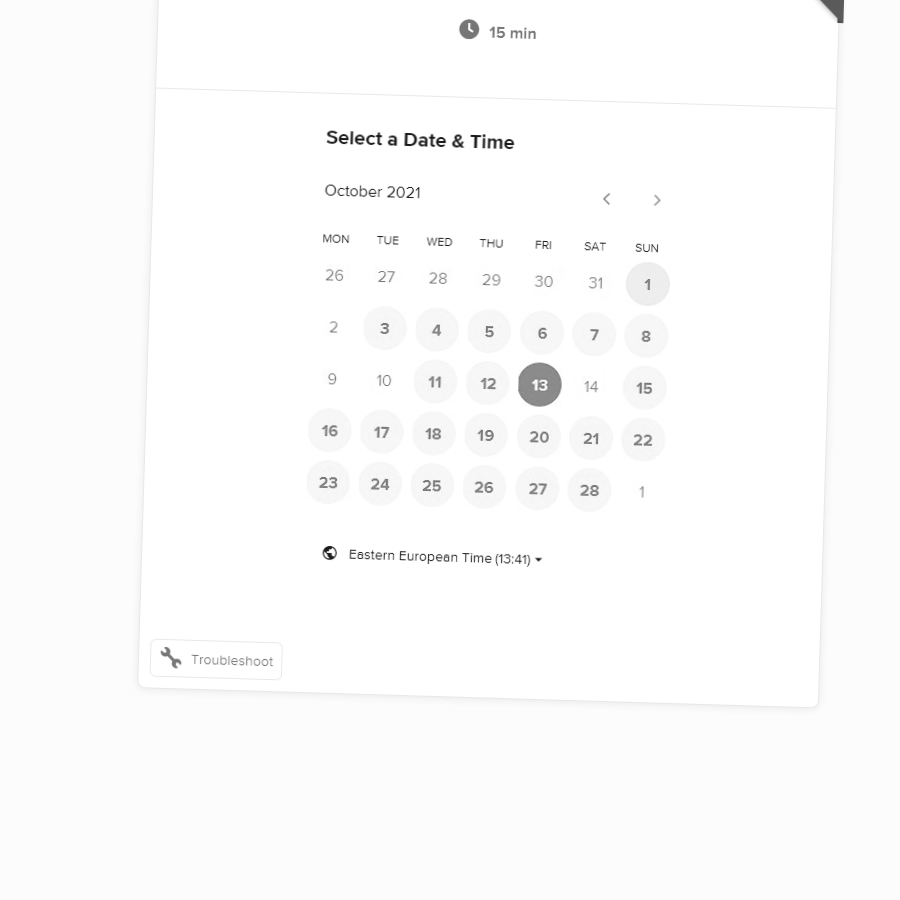 15 min
Select a Date & Time
October 2021
MON TUE WED THU FRI SAT SUN
26 27 28 29 30 31 1
2 3 4 5 6 7 8
9 10 11 12 13 14 15
16 17 18 19 20 21 22
23 24 25 26 27 28 1
Eastern European Time (13:41)
Troubleshoot